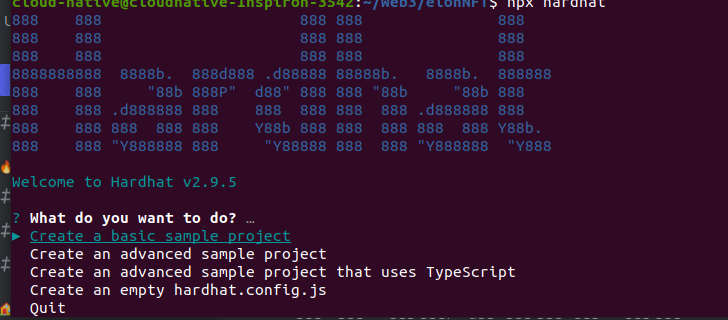 cloud-native@cloudnative-Inspiron-3542:~/Web3/elonNFT$ npx hardhat
888    888                      888 888               888
888    888                      888 888               888
888    888                      888 888               888
8888888888  8888b.  888d888 .d88888 88888b.   8888b.  888888
888    888     "88b 888P"  d88" 888 888 "88b     "88b 888
888    888 .d888888 888    888  888 888  888 .d888888 888
888    888 888  888 888    Y88b 888 888  888 888  888 Y88b.
888    888 "Y888888 888     "Y88888 888  888 "Y888888  "Y888
Welcome to Hardhat v2.9.5
? What do you want to do? …
▸ Create a basic sample project
Create an advanced sample project
Create an advanced sample project that uses TypeScript
Create an empty hardhat.config.js
Quit